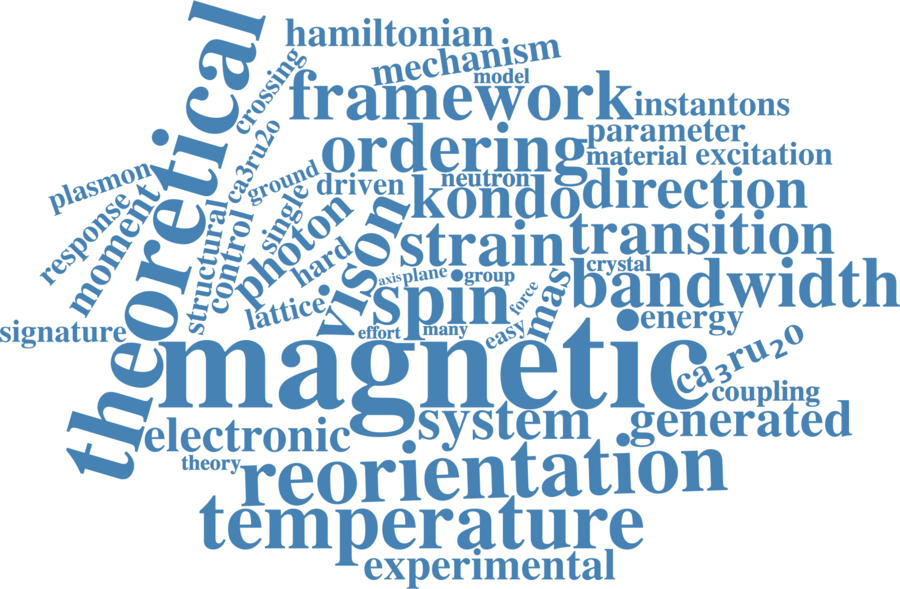 theoretical
hamiltonian
mechanism
model
crossing
framework
instantons
parameter
ordering
material
excitation
ca3ru2o
ground
driven
neutron
plasmon
response
moment
structural
control
single
photon
hard
vison
kondo
direction
strain
transition
lattice
axis
plane
group
crystal
spin
mas
force
easy
bandwidth
signature
effort
many
energy
magnetic
ca₃ru₂o
coupling
system
generated
electronic
theory
reorientation
temperature
experimental